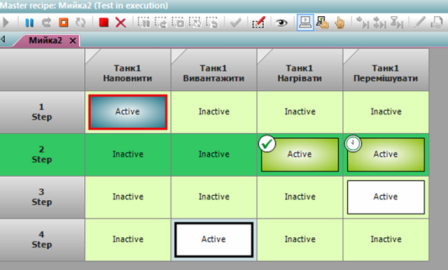 Master recipe: Мийка2 (Test in execution)
Мийка2 X
Танк1 Наповнити
Танк1 Вивантажити
Танк1 Нагрівати
Танк1 Перемішувати
1 Step
Active
Inactive
Inactive
Inactive
2 Step
Inactive
Inactive
Active
Active
3 Step
Inactive
Inactive
Inactive
Active
4 Step
Inactive
Active
Inactive
Inactive